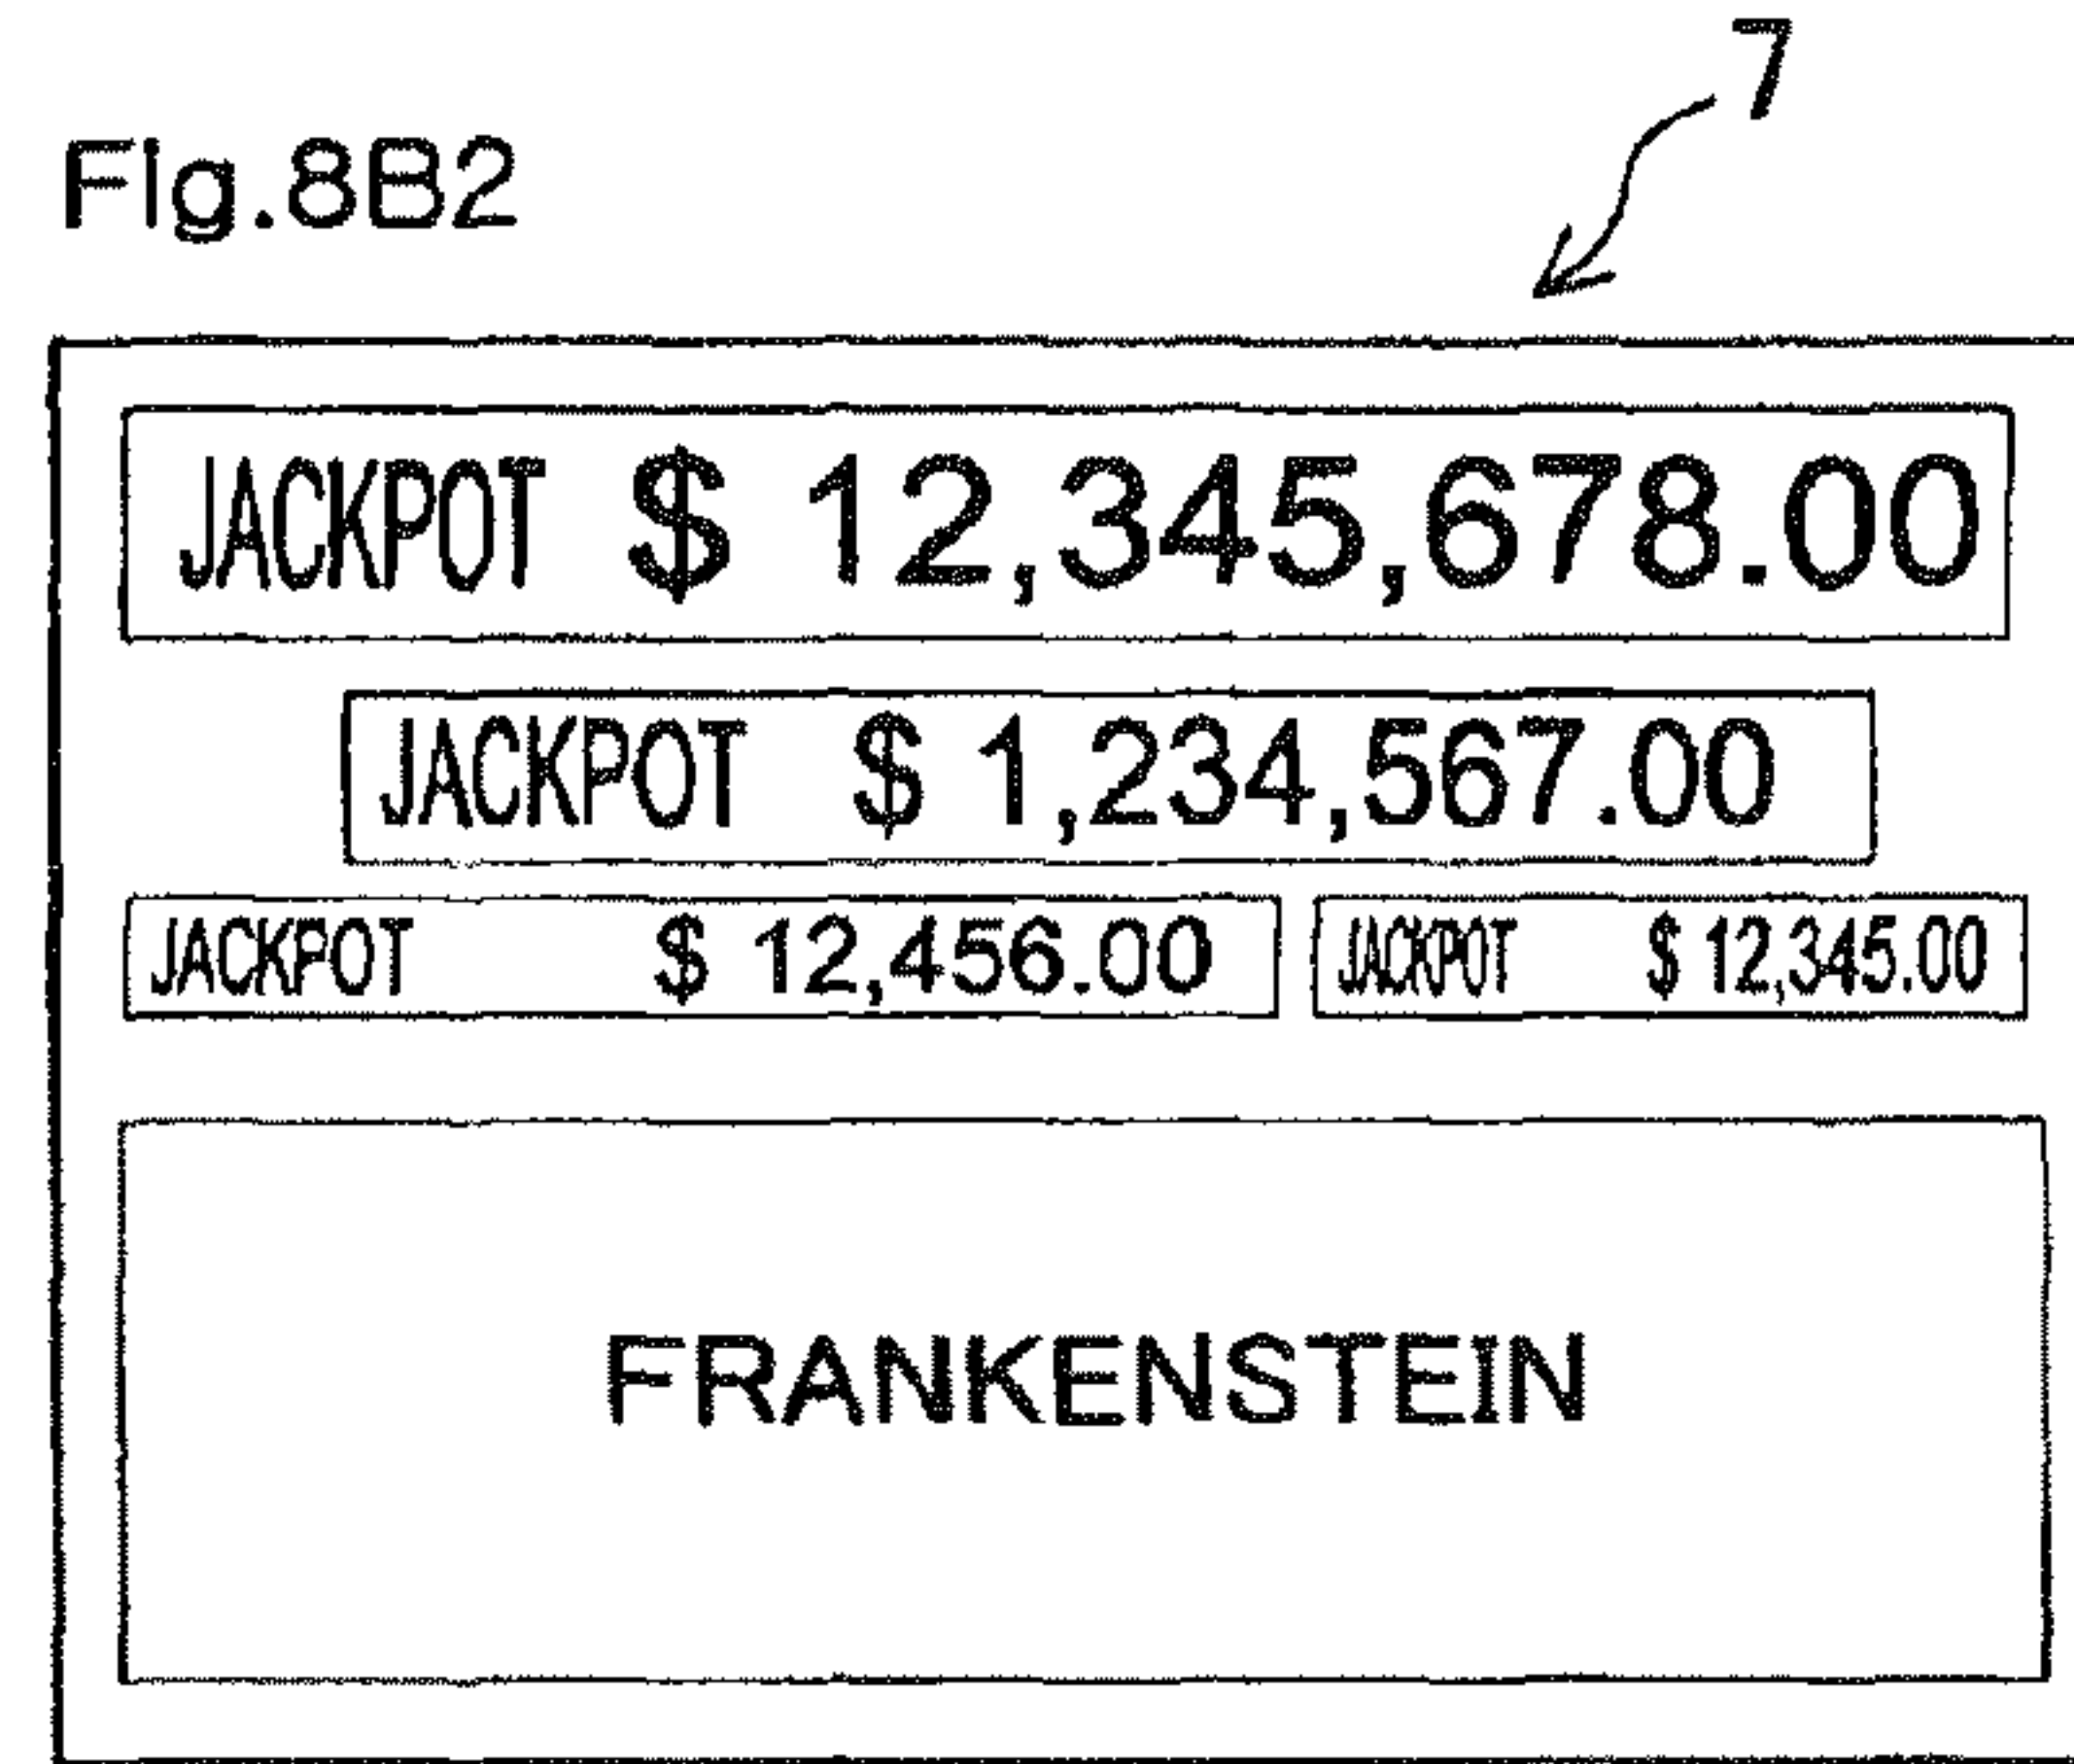 7
Fig.8B2
JACKPOT $ 12,345,678.00
JACKPOT $ 1,234,567.00
JACKPOT $ 12,456.00 JACKPOT $ 12,345.00
FRANKENSTEIN